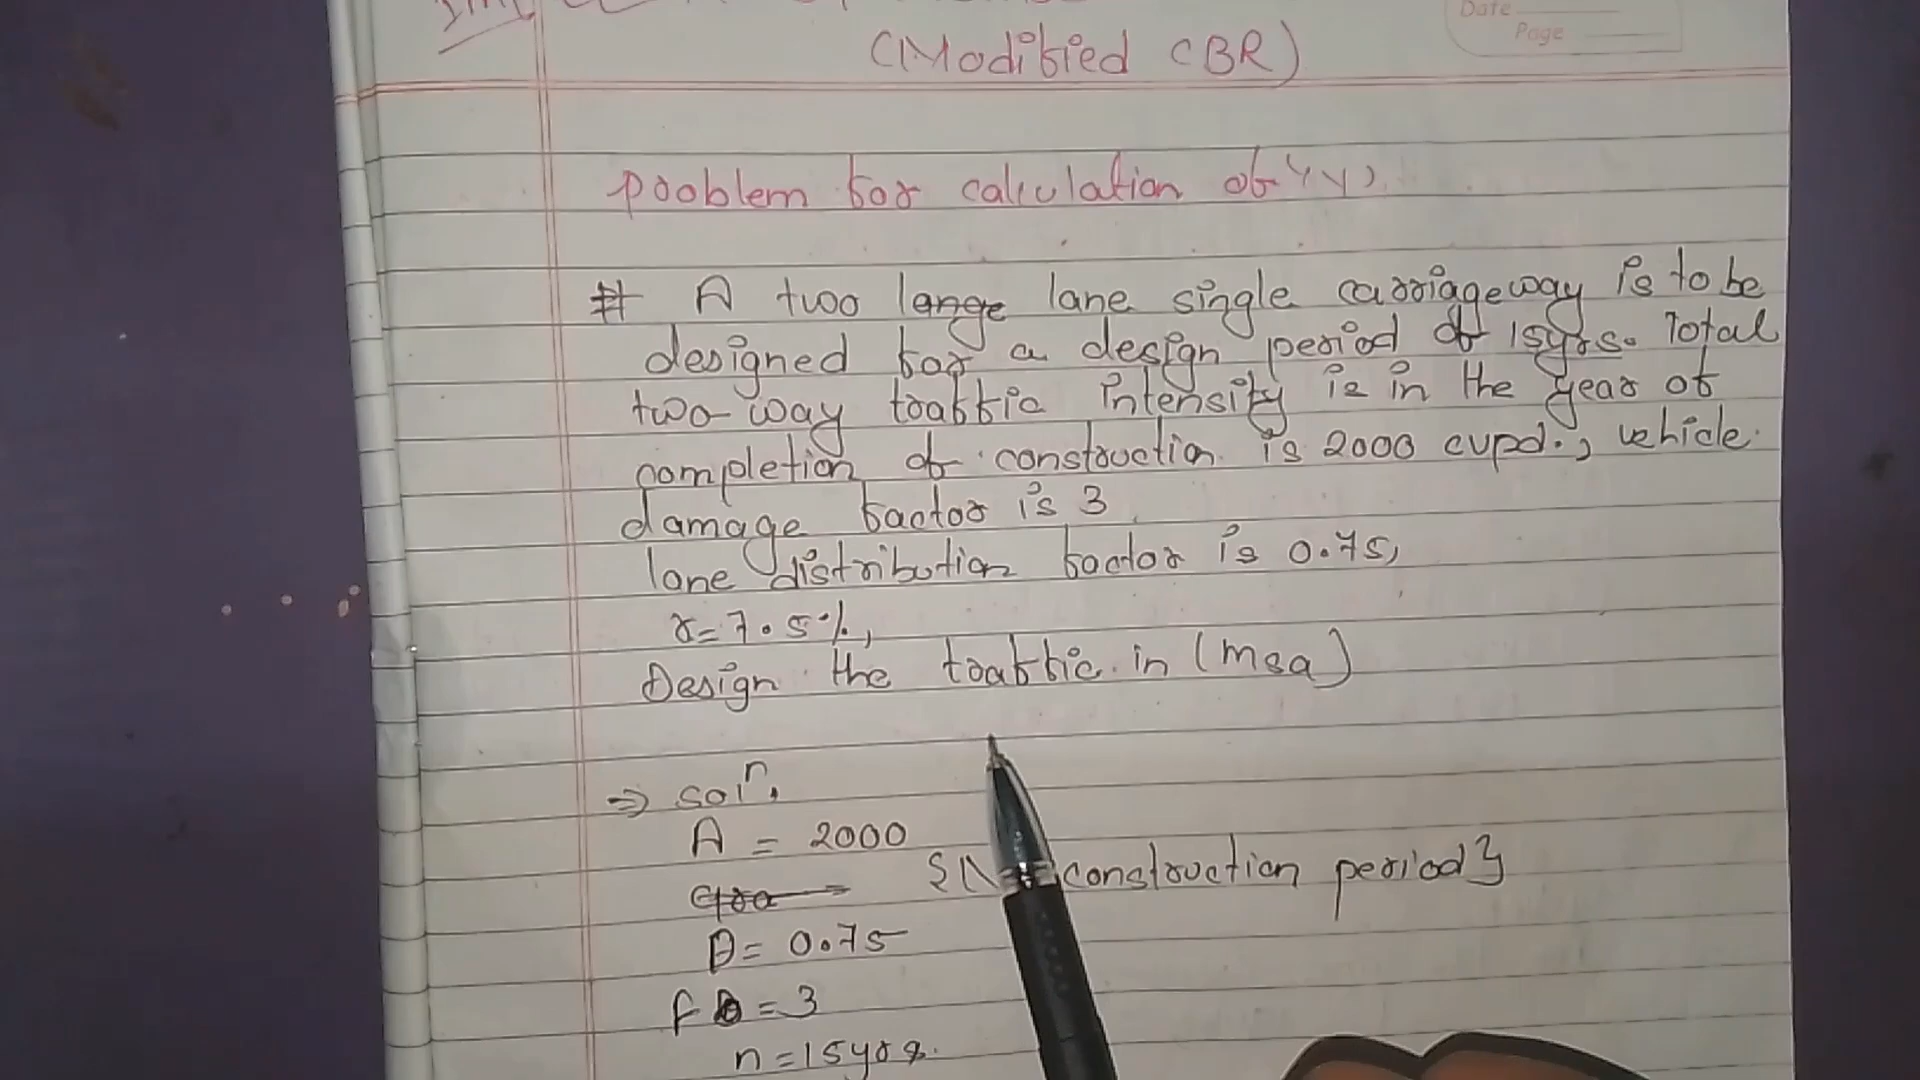 Date
Page
(Modified CBR)
problem for calculation of 'y'
# A two lange lane single carriageway is to be
designed for a design period of 15yrs. Total
two-way traffic intensity is in the year of
completion of construction is 2000 cvpd., vehicle
damage factor is 3
lane distribution factor is 0.75,
r=7.5%,
Design the traffic in (msa)
⇒ solⁿ,
A = 2000
construction period}
D= 0.75
F = 3
n=15yrs.